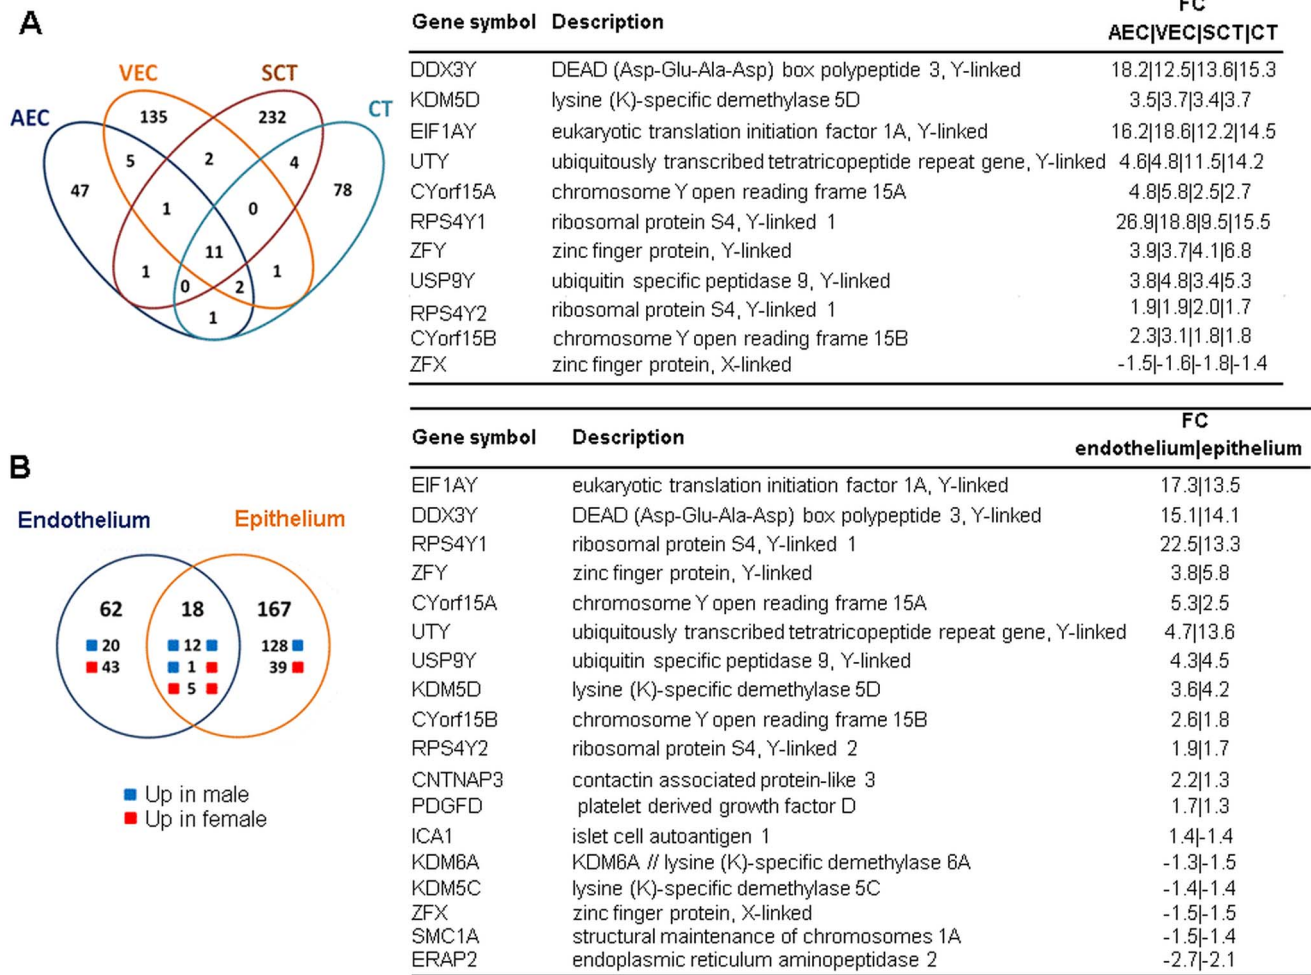 A
VEC
SCT
AEC
CT
135
232
5
2
4
47
78
1
0
11
1
0
2
1
1
FC
Gene symbol Description AEC|VEC|SCT|CT
DDX3Y DEAD (Asp-Glu-Ala-Asp) box polypeptide 3, Y-linked 18.2|12.5|13.6|15.3
KDM5D lysine (K)-specific demethylase 5D 3.5|3.7|3.4|3.7
EIF1AY eukaryotic translation initiation factor 1A, Y-linked 16.2|18.6|12.2|14.5
UTY ubiquitously transcribed tetratricopeptide repeat gene, Y-linked 4.6|4.8|11.5|14.2
CYorf15A chromosome Y open reading frame 15A 4.8|5.8|2.5|2.7
RPS4Y1 ribosomal protein S4, Y-linked 1 26.9|18.8|9.5|15.5
ZFY zinc finger protein, Y-linked 3.9|3.7|4.1|6.8
USP9Y ubiquitin specific peptidase 9, Y-linked 3.8|4.8|3.4|5.3
RPS4Y2 ribosomal protein S4, Y-linked 1 1.9|1.9|2.0|1.7
CYorf15B chromosome Y open reading frame 15B 2.3|3.1|1.8|1.8
ZFX zinc finger protein, X-linked -1.5|-1.6|-1.8|-1.4
B
Endothelium Epithelium
62 18 167
20 12 128
43 1 39
5
Up in male
Up in female
FC
Gene symbol Description endothelium|epithelium
EIF1AY eukaryotic translation initiation factor 1A, Y-linked 17.3|13.5
DDX3Y DEAD (Asp-Glu-Ala-Asp) box polypeptide 3, Y-linked 15.1|14.1
RPS4Y1 ribosomal protein S4, Y-linked 1 22.5|13.3
ZFY zinc finger protein, Y-linked 3.8|5.8
CYorf15A chromosome Y open reading frame 15A 5.3|2.5
UTY ubiquitously transcribed tetratricopeptide repeat gene, Y-linked 4.7|13.6
USP9Y ubiquitin specific peptidase 9, Y-linked 4.3|4.5
KDM5D lysine (K)-specific demethylase 5D 3.6|4.2
CYorf15B chromosome Y open reading frame 15B 2.6|1.8
RPS4Y2 ribosomal protein S4, Y-linked 2 1.9|1.7
CNTNAP3 contactin associated protein-like 3 2.2|1.3
PDGFD platelet derived growth factor D 1.7|1.3
ICA1 islet cell autoantigen 1 1.4|-1.4
KDM6A KDM6A // lysine (K)-specific demethylase 6A -1.3|-1.5
KDM5C lysine (K)-specific demethylase 5C -1.4|-1.4
ZFX zinc finger protein, X-linked -1.5|-1.5
SMC1A structural maintenance of chromosomes 1A -1.5|-1.4
ERAP2 endoplasmic reticulum aminopeptidase 2 -2.7|-2.1